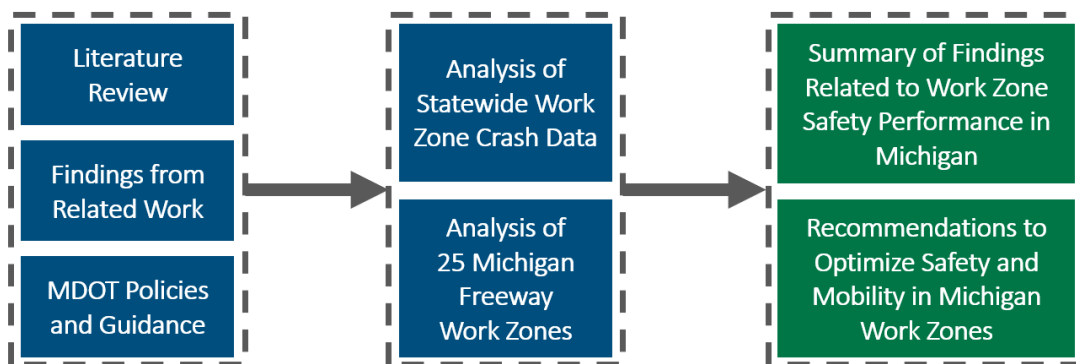 Literature
Review
Findings from
Related Work
MDOT Policies
and Guidance
Analysis of
Statewide Work
Zone Crash Data
Analysis of
25 Michigan
Freeway
Work Zones
Summary of Findings
Related to Work Zone
Safety Performance in
Michigan
Recommendations to
Optimize Safety and
Mobility in Michigan
Work Zones